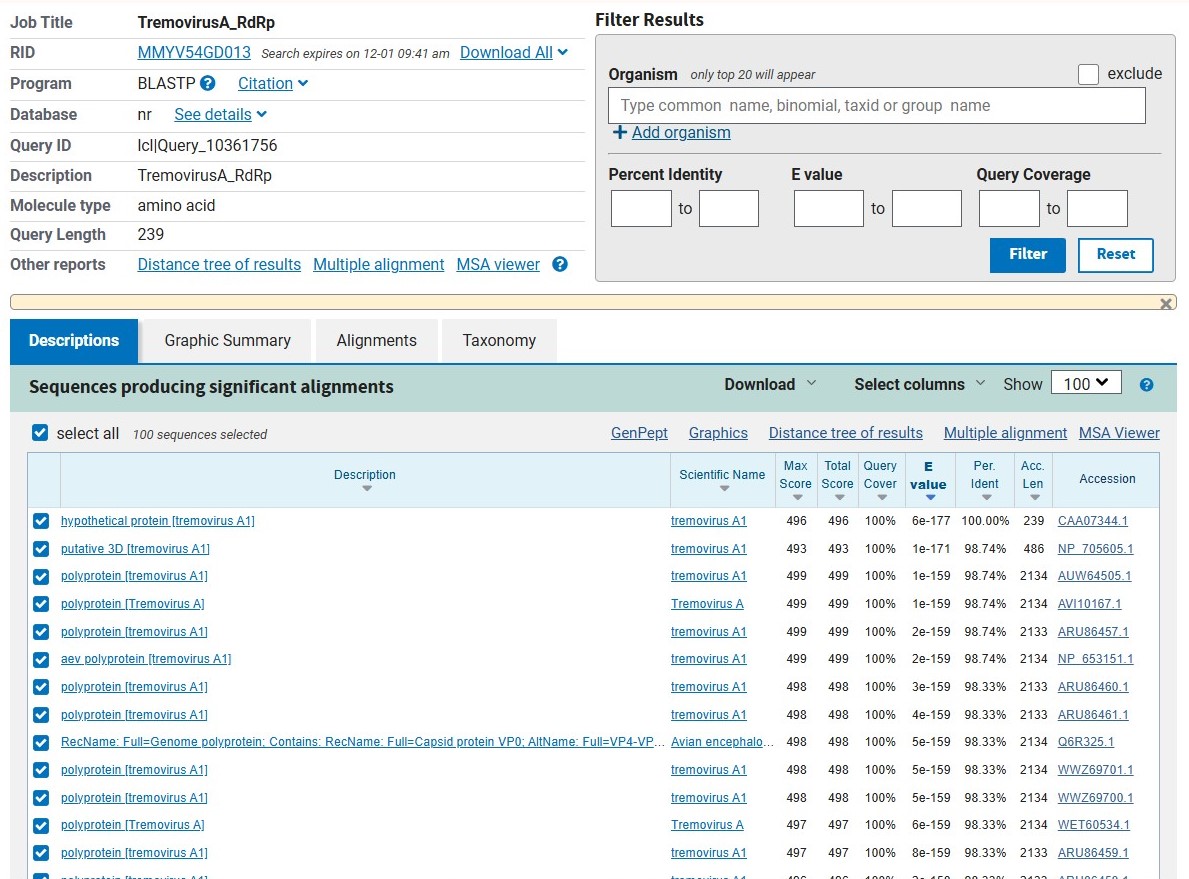 Job Title TremovirusA_RdRp
RID MMYV54GD013 Search expires on 12-01 09:41 am Download All
Program BLASTP ? Citation
Database nr See details
Query ID lcl|Query_10361756
Description TremovirusA_RdRp
Molecule type amino acid
Query Length 239
Other reports Distance tree of results Multiple alignment MSA viewer ?
Filter Results
Organism only top 20 will appear exclude
Type common name, binomial, taxid or group name
+ Add organism
Percent Identity E value Query Coverage
to to to
Filter Reset
Descriptions Graphic Summary Alignments Taxonomy
Sequences producing significant alignments Download Select columns Show 100 ?
select all 100 sequences selected GenPept Graphics Distance tree of results Multiple alignment MSA Viewer
Description Scientific Name Max Score Total Score Query Cover E value Per. Ident Acc. Len Accession
hypothetical protein [tremovirus A1] tremovirus A1 496 496 100% 6e-177 100.00% 239 CAA07344.1
putative 3D [tremovirus A1] tremovirus A1 493 493 100% 1e-171 98.74% 486 NP_705605.1
polyprotein [tremovirus A1] tremovirus A1 499 499 100% 1e-159 98.74% 2134 AUW64505.1
polyprotein [Tremovirus A] Tremovirus A 499 499 100% 1e-159 98.74% 2134 AVI10167.1
polyprotein [tremovirus A1] tremovirus A1 499 499 100% 2e-159 98.74% 2133 ARU86457.1
aev polyprotein [tremovirus A1] tremovirus A1 499 499 100% 2e-159 98.74% 2134 NP_653151.1
polyprotein [tremovirus A1] tremovirus A1 498 498 100% 3e-159 98.33% 2133 ARU86460.1
polyprotein [tremovirus A1] tremovirus A1 498 498 100% 4e-159 98.33% 2133 ARU86461.1
RecName: Full=Genome polyprotein; Contains: RecName: Full=Capsid protein VP0; AltName: Full=VP4-VP... Avian encephalo... 498 498 100% 5e-159 98.33% 2134 Q6R325.1
polyprotein [tremovirus A1] tremovirus A1 498 498 100% 5e-159 98.33% 2134 WWZ69701.1
polyprotein [tremovirus A1] tremovirus A1 498 498 100% 5e-159 98.33% 2134 WWZ69700.1
polyprotein [Tremovirus A] Tremovirus A 497 497 100% 6e-159 98.33% 2134 WET60534.1
polyprotein [tremovirus A1] tremovirus A1 497 497 100% 8e-159 98.33% 2133 ARU86459.1